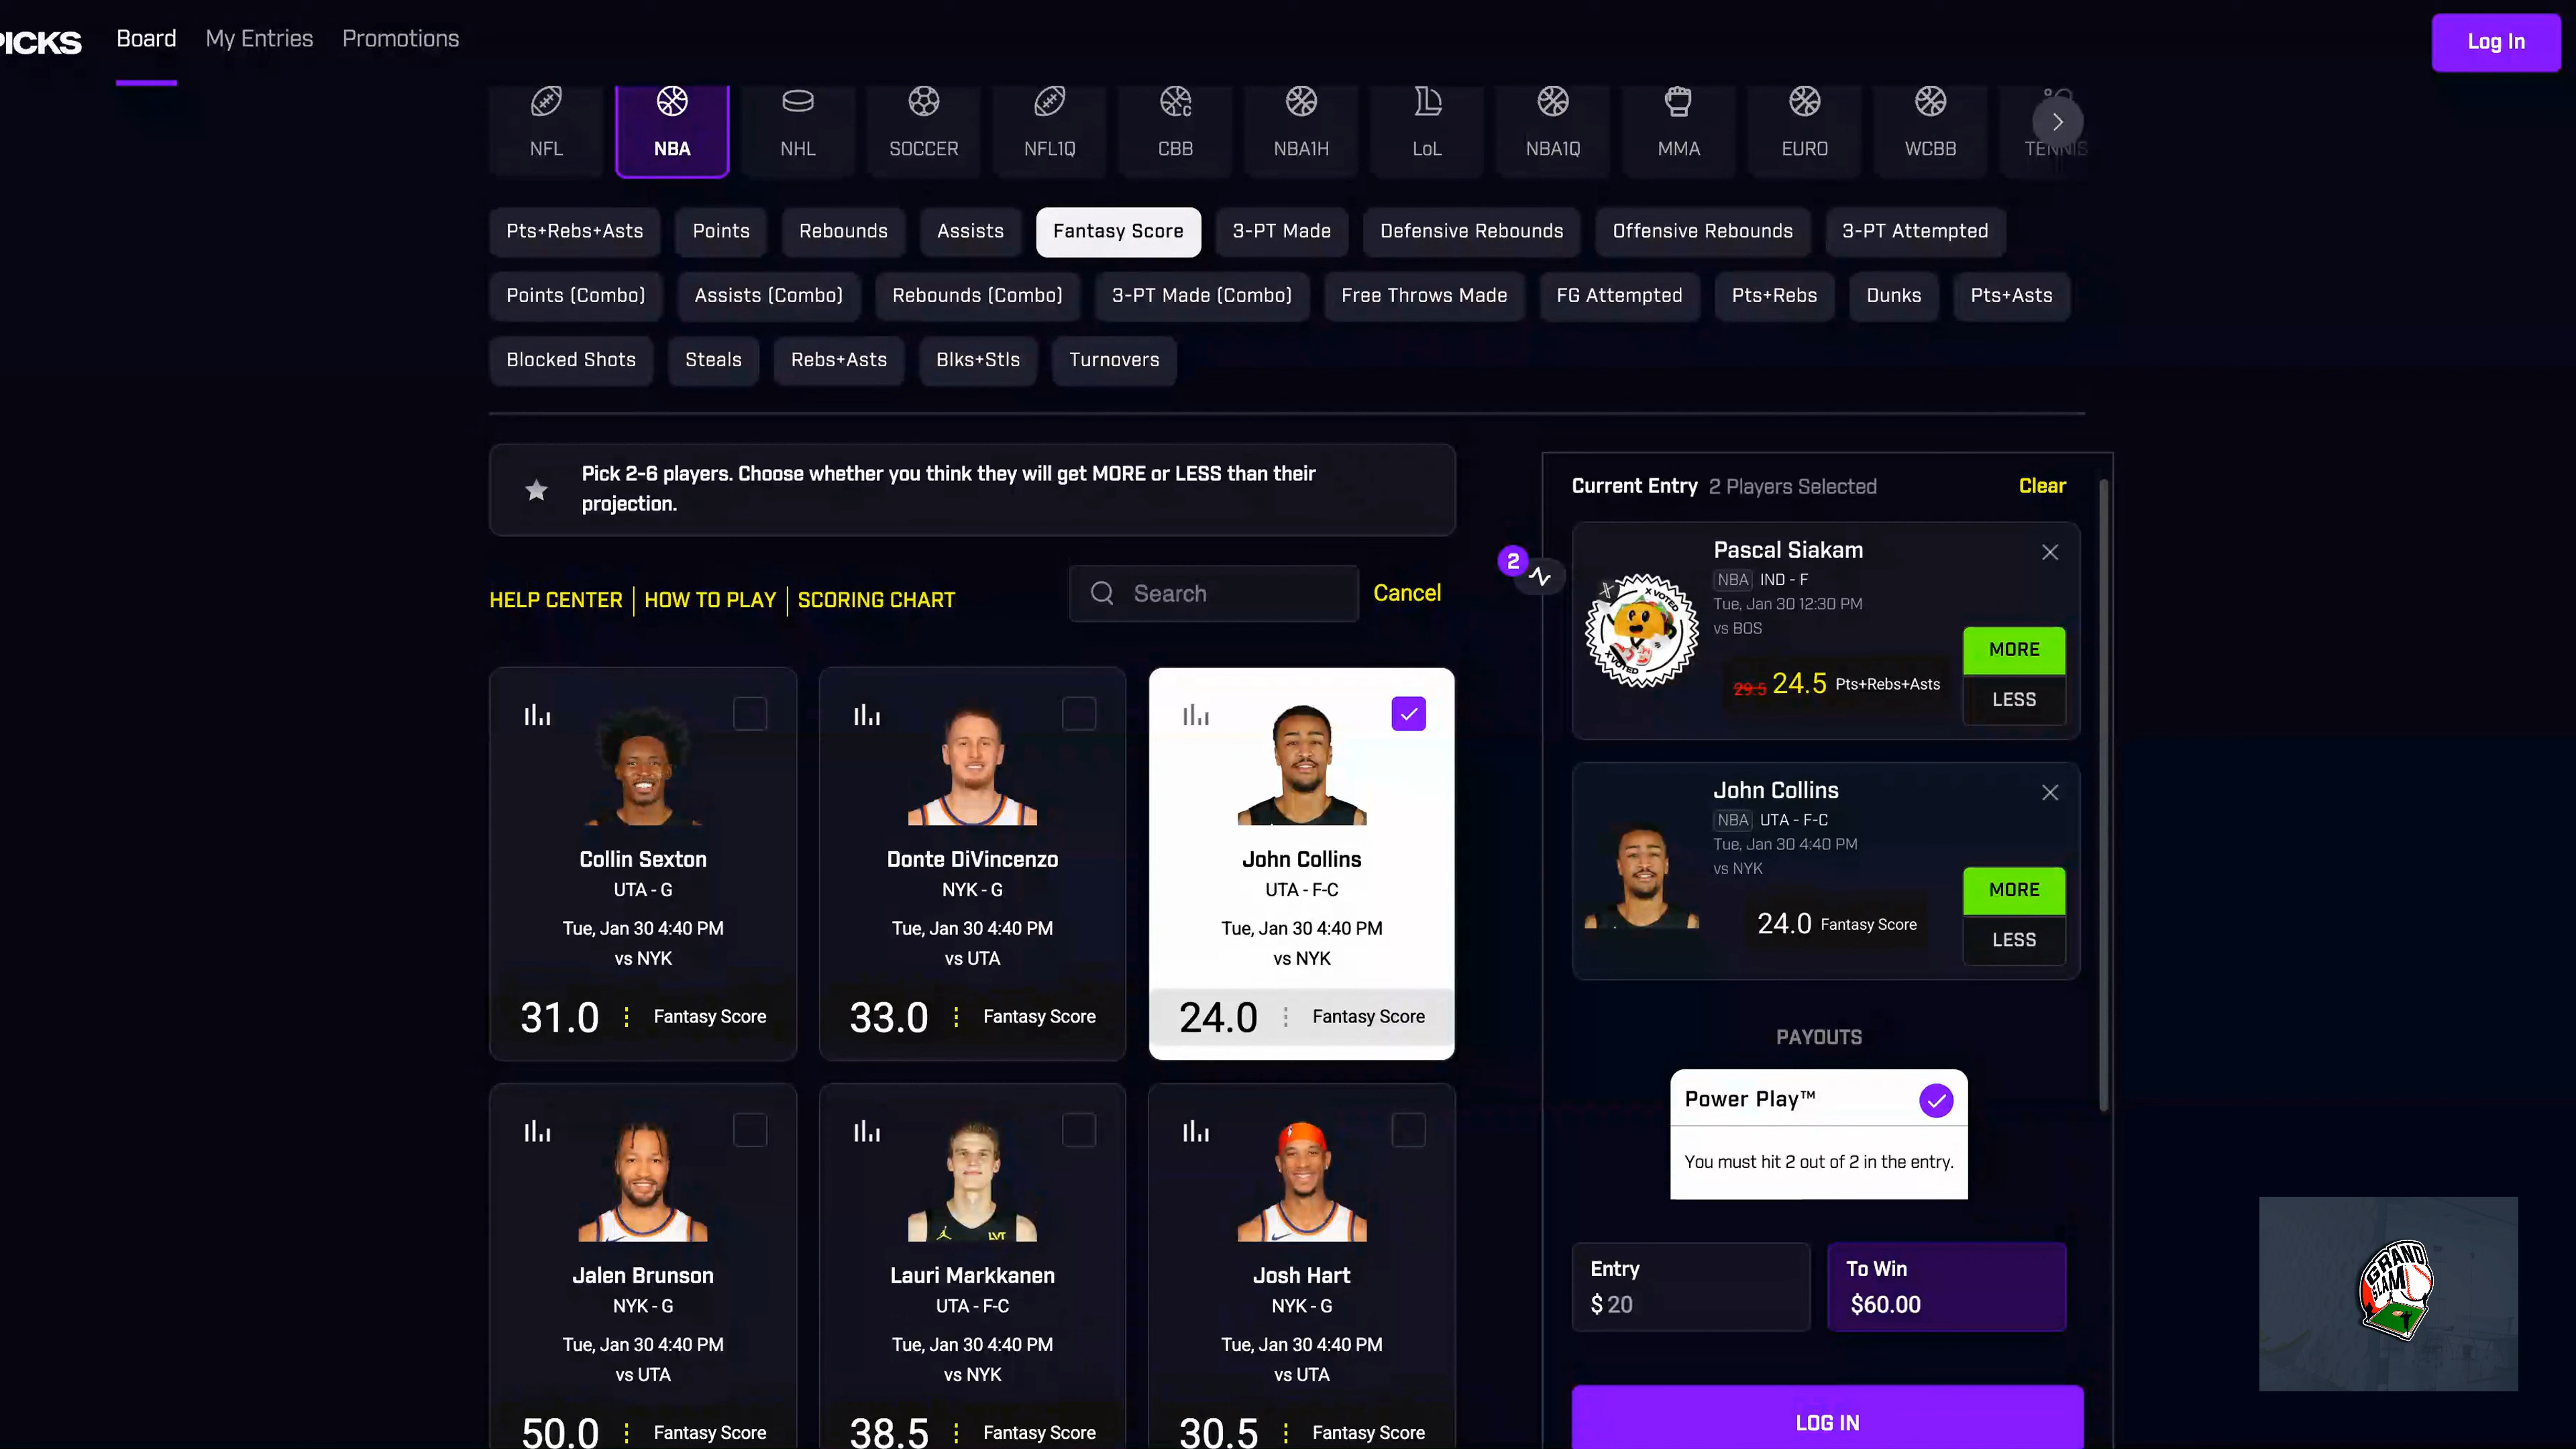 PICKS
Board
My Entries
Promotions
Log In
NFL
NBA
NHL
SOCCER
NFL1Q
CBB
NBA1H
LoL
NBA1Q
MMA
EURO
WCBB
TENNIS
Pts+Rebs+Asts
Points
Rebounds
Assists
Fantasy Score
3-PT Made
Defensive Rebounds
Offensive Rebounds
3-PT Attempted
Points (Combo)
Assists (Combo)
Rebounds (Combo)
3-PT Made (Combo)
Free Throws Made
FG Attempted
Pts+Rebs
Dunks
Pts+Asts
Blocked Shots
Steals
Rebs+Asts
Blks+Stls
Turnovers
Pick 2-6 players. Choose whether you think they will get MORE or LESS than their
projection.
HELP CENTER
HOW TO PLAY
SCORING CHART
Search
Cancel
Collin Sexton
UTA - G
Tue, Jan 30 4:40 PM
vs NYK
31.0 Fantasy Score
Donte DiVincenzo
NYK - G
Tue, Jan 30 4:40 PM
vs UTA
33.0 Fantasy Score
John Collins
UTA - F-C
Tue, Jan 30 4:40 PM
vs NYK
24.0 Fantasy Score
Jalen Brunson
NYK - G
Tue, Jan 30 4:40 PM
vs UTA
50.0 Fantasy Score
LVT
Lauri Markkanen
UTA - F-C
Tue, Jan 30 4:40 PM
vs NYK
38.5 Fantasy Score
Josh Hart
NYK - G
Tue, Jan 30 4:40 PM
vs UTA
30.5 Fantasy Score
2
Current Entry 2 Players Selected
Clear
X VOTED
X VOTED
Pascal Siakam
NBA IND - F
Tue, Jan 30 12:30 PM
vs BOS
29.5 24.5 Pts+Rebs+Asts
MORE
LESS
John Collins
NBA UTA - F-C
Tue, Jan 30 4:40 PM
vs NYK
24.0 Fantasy Score
MORE
LESS
PAYOUTS
Power Play™
You must hit 2 out of 2 in the entry.
Entry
$ 20
To Win
$60.00
LOG IN
GRAND
SLAM